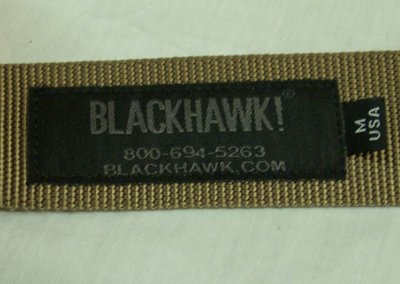 BLACKHAWK!®
800-694-5263
BLACKHAWK.COM
M
USA